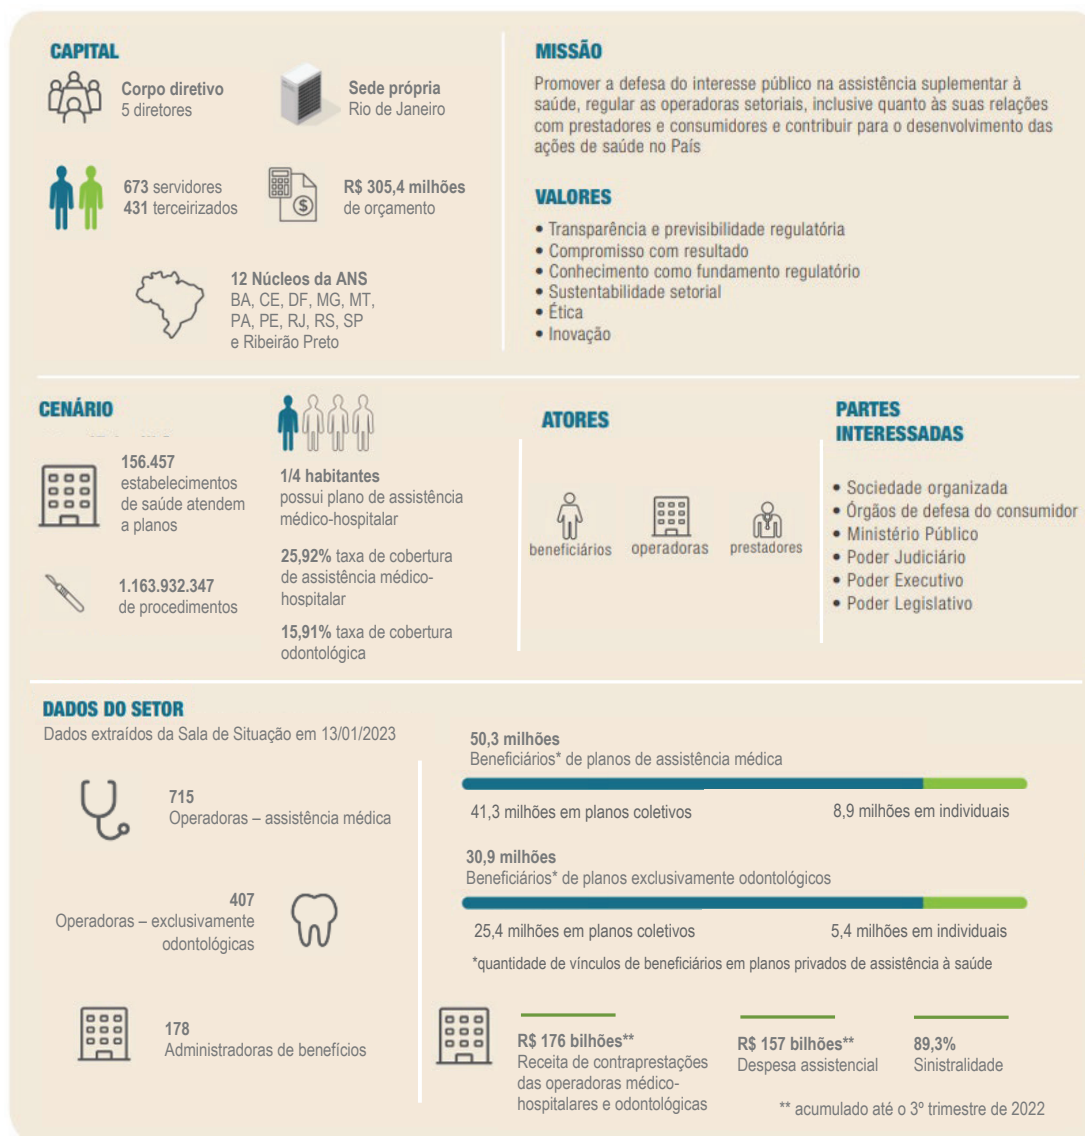 CAPITAL
Corpo diretivo
5 diretores
Sede própria
Rio de Janeiro
673 servidores
431 terceirizados
R$ 305,4 milhões
de orçamento
12 Núcleos da ANS
BA, CE, DF, MG, MT,
PA, PE, RJ, RS, SP
e Ribeirão Preto
MISSÃO
Promover a defesa do interesse público na assistência suplementar à
saúde, regular as operadoras setoriais, inclusive quanto às suas relações
com prestadores e consumidores e contribuir para o desenvolvimento das
ações de saúde no País
VALORES
• Transparência e previsibilidade regulatória
• Compromisso com resultado
• Conhecimento como fundamento regulatório
• Sustentabilidade setorial
• Ética
• Inovação
CENÁRIO
156.457
estabelecimentos
de saúde atendem
a planos
1.163.932.347
de procedimentos
1/4 habitantes
possui plano de assistência
médico-hospitalar
25,92% taxa de cobertura
de assistência médico-
hospitalar
15,91% taxa de cobertura
odontológica
ATORES
beneficiários
operadoras
prestadores
PARTES
INTERESSADAS
• Sociedade organizada
• Órgãos de defesa do consumidor
• Ministério Público
• Poder Judiciário
• Poder Executivo
• Poder Legislativo
DADOS DO SETOR
Dados extraídos da Sala de Situação em 13/01/2023
715
Operadoras – assistência médica
407
Operadoras – exclusivamente
odontológicas
178
Administradoras de benefícios
50,3 milhões
Beneficiários* de planos de assistência médica
41,3 milhões em planos coletivos
8,9 milhões em individuais
30,9 milhões
Beneficiários* de planos exclusivamente odontológicos
25,4 milhões em planos coletivos
5,4 milhões em individuais
*quantidade de vínculos de beneficiários em planos privados de assistência à saúde
R$ 176 bilhões**
Receita de contraprestações
das operadoras médico-
hospitalares e odontológicas
R$ 157 bilhões**
Despesa assistencial
89,3%
Sinistralidade
** acumulado até o 3º trimestre de 2022